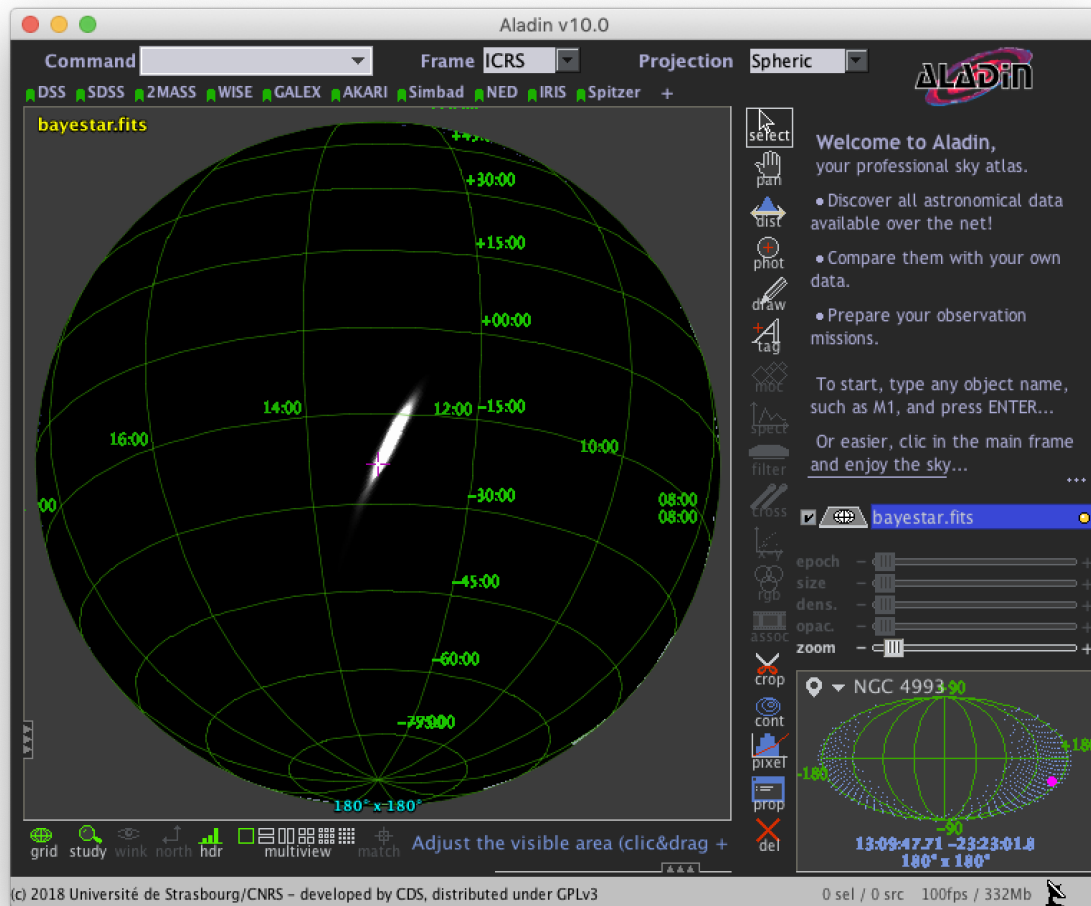 Aladin v10.0
Command Frame ICRS Projection Spheric
ALADIN
DSS SDSS 2MASS WISE GALEX AKARI Simbad NED IRIS Spitzer +
bayestar.fits
+30:00
+15:00
+00:00
14:00 12:00 -15:00
16:00 10:00
-30:00
:00 08:00
08:00
-45:00
-60:00
180° x 180°
select
pan
dist
phot
draw
tag
moc
spect
filter
cross
x-y
rgb
assoc
crop
cont
pixel
prop
del
Welcome to Aladin,
your professional sky atlas.
• Discover all astronomical data
available over the net!
• Compare them with your own
data.
• Prepare your observation
missions.
To start, type any object name,
such as M1, and press ENTER...
Or easier, clic in the main frame
and enjoy the sky...
...
bayestar.fits
epoch - +
size - +
dens. - +
opac. - +
zoom - +
NGC 4993 +90
-180 +180
-90
13:09:47.71 -23:23:01.8
180° x 180°
grid study wink north hdr multiview match Adjust the visible area (clic&drag +
(c) 2018 Université de Strasbourg/CNRS - developed by CDS, distributed under GPLv3 0 sel / 0 src 100fps / 332Mb